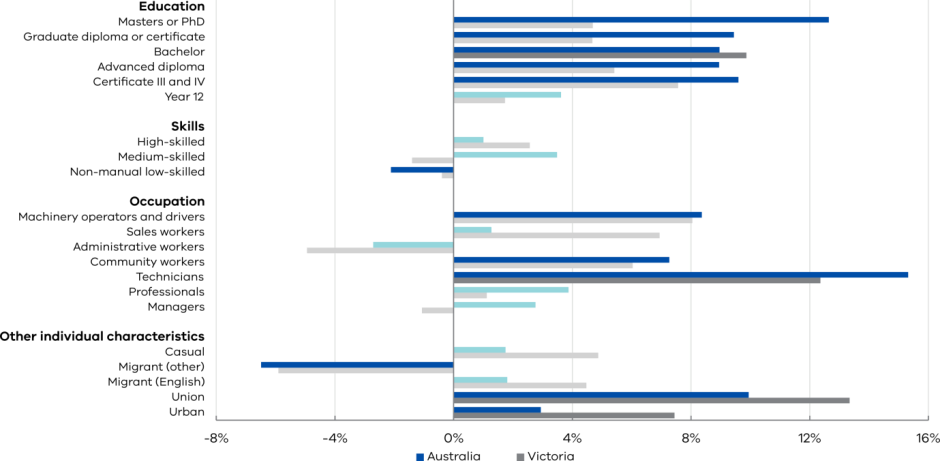 Education
Masters or PhD
Graduate diploma or certificate
Bachelor
Advanced diploma
Certificate III and IV
Year 12
Skills
High-skilled
Medium-skilled
Non-manual low-skilled
Occupation
Machinery operators and drivers
Sales workers
Administrative workers
Community workers
Technicians
Professionals
Managers
Other individual characteristics
Casual
Migrant (other)
Migrant (English)
Union
Urban
-8% -4% 0% 4% 8% 12% 16%
Australia Victoria